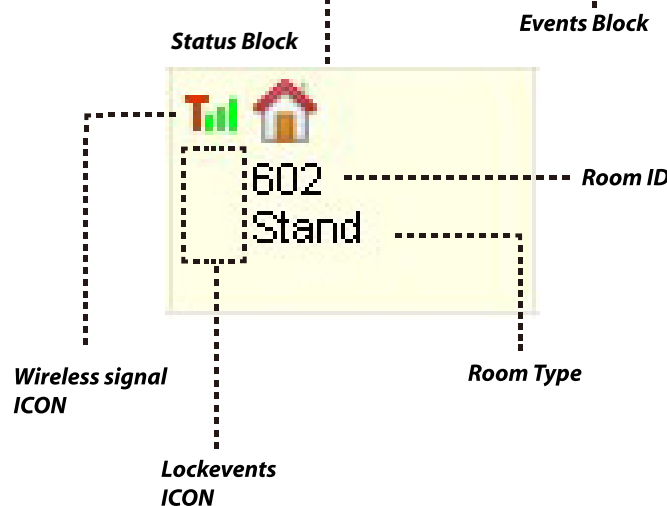 Events Block
Status Block
602
Room ID
Stand
Wireless signal
ICON
Room Type
Lockevents
ICON